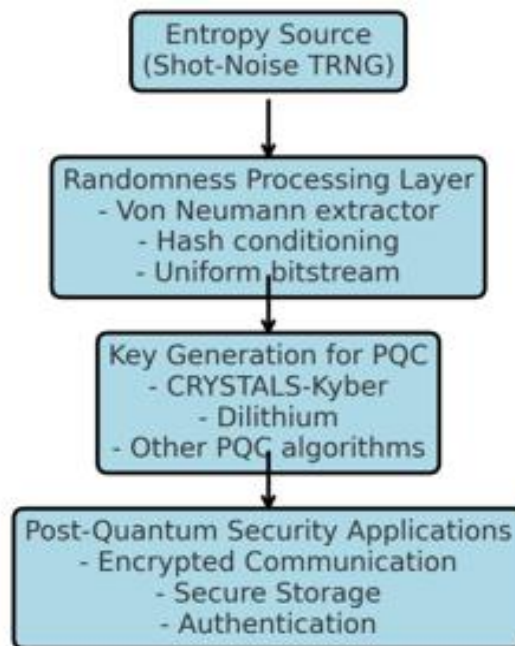 Entropy Source
(Shot-Noise TRNG)
Randomness Processing Layer
- Von Neumann extractor
- Hash conditioning
- Uniform bitstream
Key Generation for PQC
- CRYSTALS-Kyber
- Dilithium
- Other PQC algorithms
Post-Quantum Security Applications
- Encrypted Communication
- Secure Storage
- Authentication